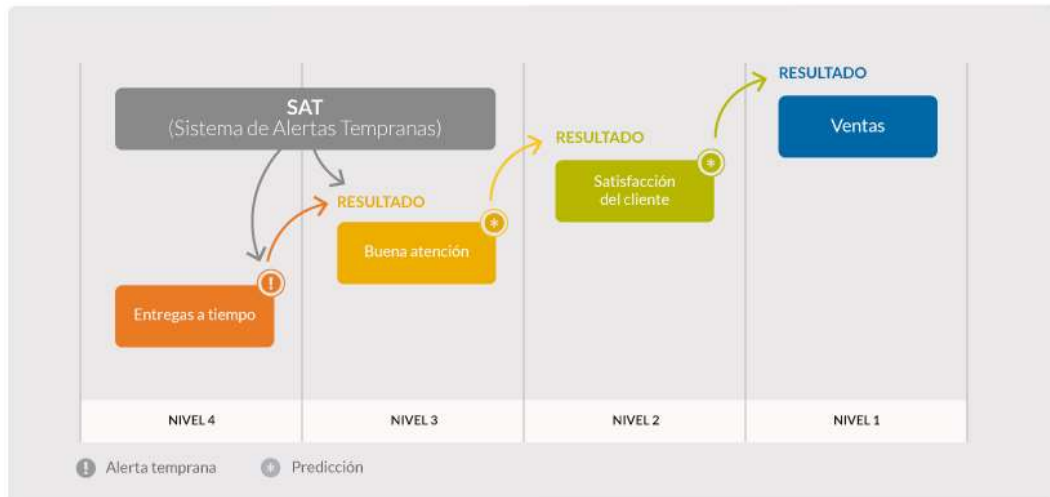 RESULTADO
Ventas
SAT
(Sistema de Alertas Tempranas)
RESULTADO
Satisfacción
del cliente
RESULTADO
Buena atención
Entregas a tiempo
NIVEL 4
NIVEL 3
NIVEL 2
NIVEL 1
Alerta temprana
Predicción